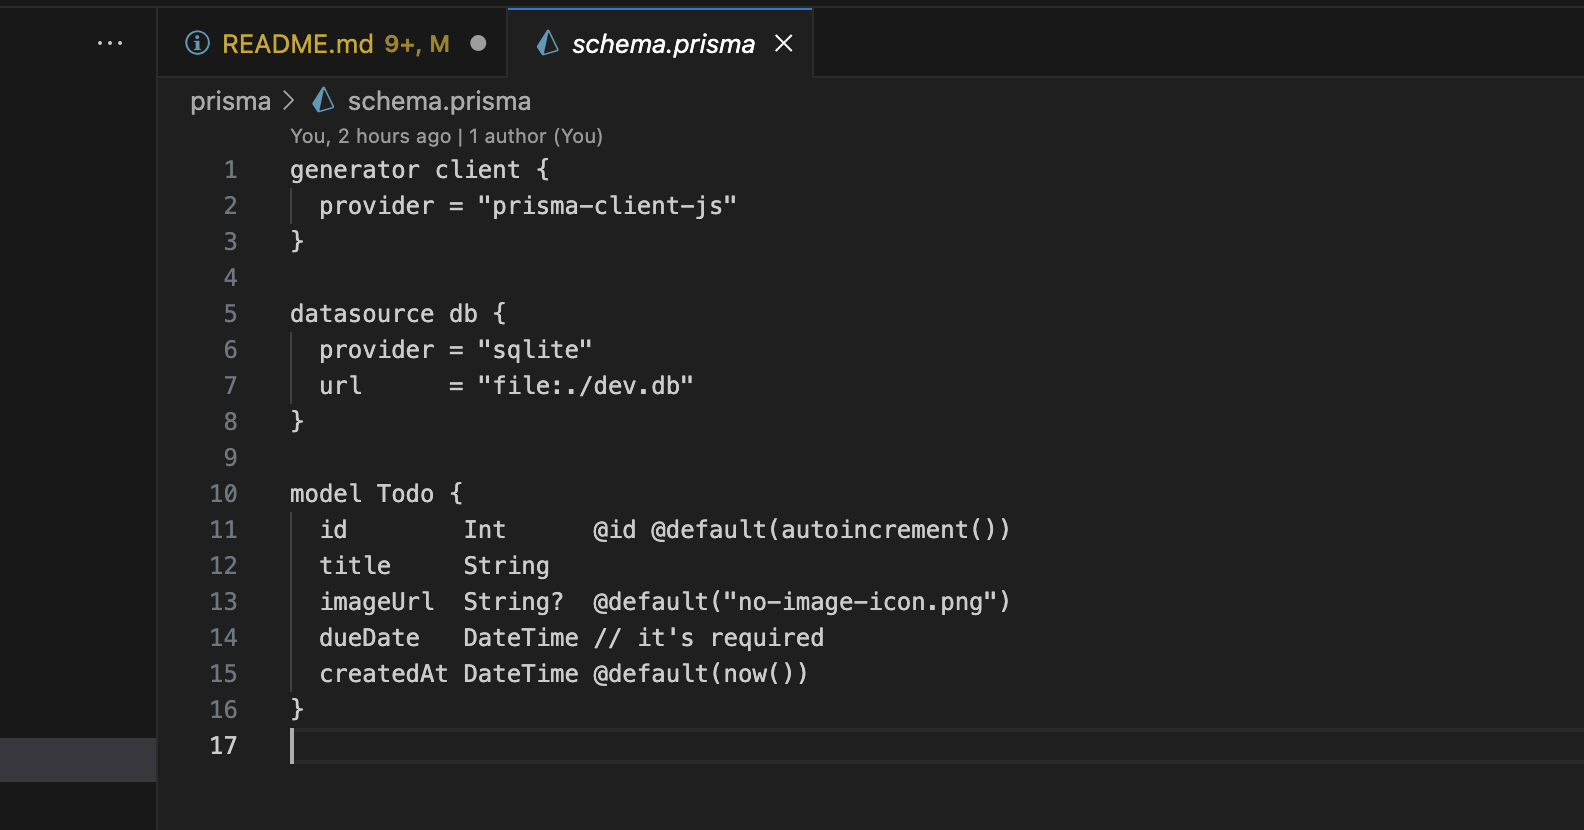 README.md 9+, M
schema.prisma
prisma > schema.prisma
You, 2 hours ago | 1 author (You)
1 generator client {
2   provider = "prisma-client-js"
3 }
4
5 datasource db {
6   provider = "sqlite"
7   url      = "file:./dev.db"
8 }
9
10 model Todo {
11   id        Int      @id @default(autoincrement())
12   title     String
13   imageUrl  String?  @default("no-image-icon.png")
14   dueDate   DateTime // it's required
15   createdAt DateTime @default(now())
16 }
17